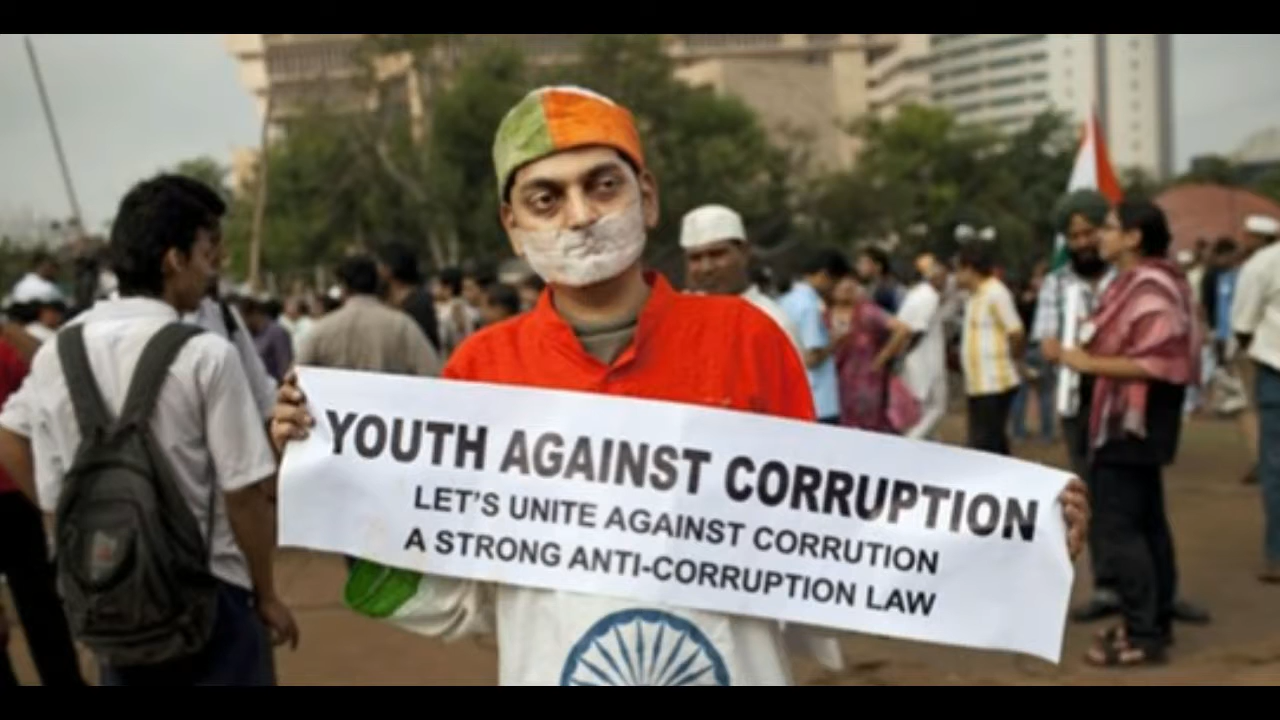 YOUTH AGAINST CORRUPTION
LET'S UNITE AGAINST CORRUTION
A STRONG ANTI-CORRUPTION LAW